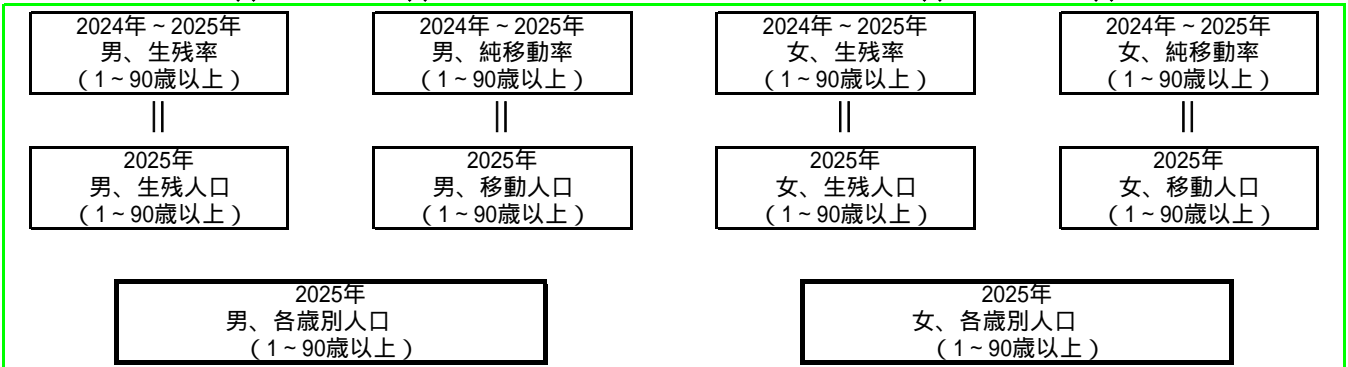 2024年~2025年
男、生残率
(1~90歳以上)
2024年~2025年
男、純移動率
(1~90歳以上)
2024年~2025年
女、生残率
(1~90歳以上)
2024年~2025年
女、純移動率
(1~90歳以上)
||
||
||
||
2025年
男、生残人口
(1~90歳以上)
2025年
男、移動人口
(1~90歳以上)
2025年
女、生残人口
(1~90歳以上)
2025年
女、移動人口
(1~90歳以上)
2025年
男、各歳別人口
(1~90歳以上)
2025年
女、各歳別人口
(1~90歳以上)